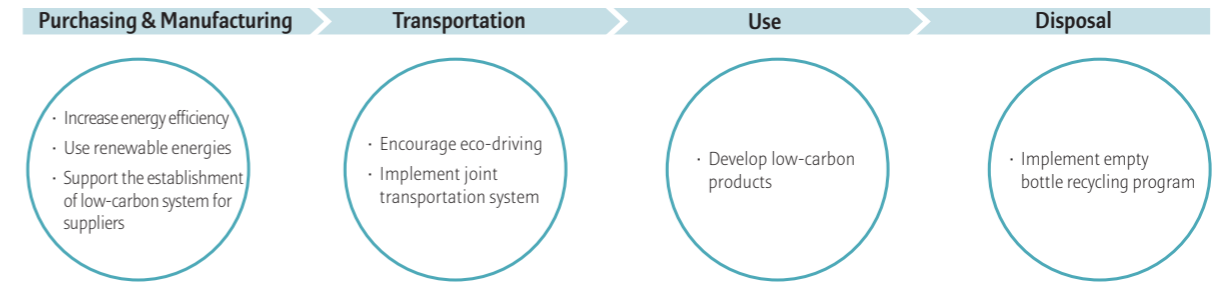 Purchasing & Manufacturing
Transportation
Use
Disposal
· Increase energy efficiency
· Use renewable energies
· Support the establishment
of low-carbon system for
suppliers
· Encourage eco-driving
· Implement joint
transportation system
· Develop low-carbon
products
· Implement empty
bottle recycling program